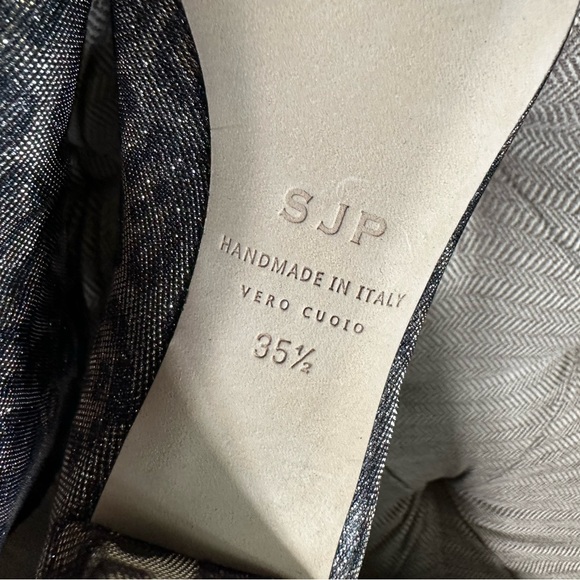 SJP
HANDMADE IN ITALY
VERO CUOIO
35½